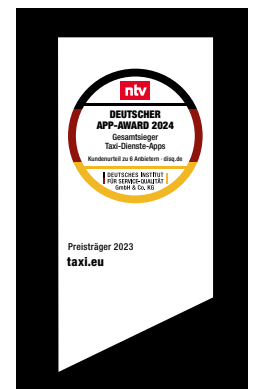 ntv
DEUTSCHER
APP-AWARD 2024
Gesamtsieger
Taxi-Dienste-Apps
Kundenurteil zu 6 Anbietern · disq.de
DEUTSCHES INSTITUT
FÜR SERVICE-QUALITÄT
GmbH & Co. KG
Preisträger 2023
taxi.eu